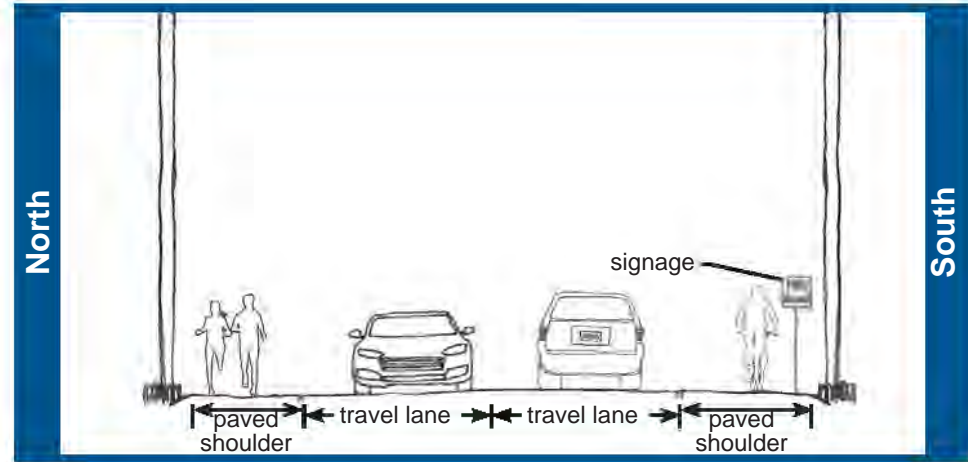 North
South
signage
paved
shoulder
travel lane
travel lane
paved
shoulder